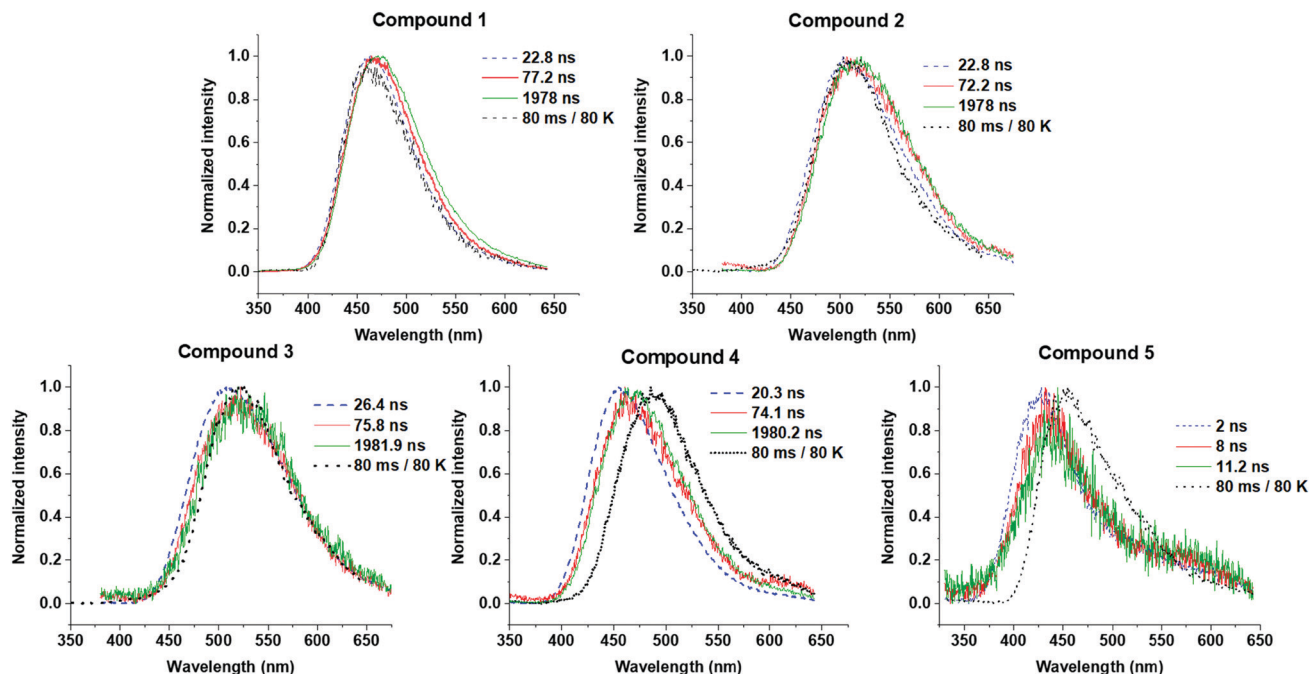 Compound 1
1.0
0.8
0.6
0.4
0.2
0.0
Normalized intensity
22.8 ns
77.2 ns
1978 ns
80 ms / 80 K
350 400 450 500 550 600 650
Wavelength (nm)
Compound 2
1.0
0.8
0.6
0.4
0.2
0.0
Normalized intensity
22.8 ns
72.2 ns
1978 ns
80 ms / 80 K
350 400 450 500 550 600 650
Wavelength (nm)
Compound 3
1.0
0.8
0.6
0.4
0.2
0.0
Normalized intensity
26.4 ns
75.8 ns
1981.9 ns
80 ms / 80 K
350 400 450 500 550 600 650
Wavelength (nm)
Compound 4
1.0
0.8
0.6
0.4
0.2
0.0
Normalized intensity
20.3 ns
74.1 ns
1980.2 ns
80 ms / 80 K
350 400 450 500 550 600 650
Wavelength (nm)
Compound 5
1.0
0.8
0.6
0.4
0.2
0.0
Normalized intensity
2 ns
8 ns
11.2 ns
80 ms / 80 K
350 400 450 500 550 600 650
Wavelength (nm)